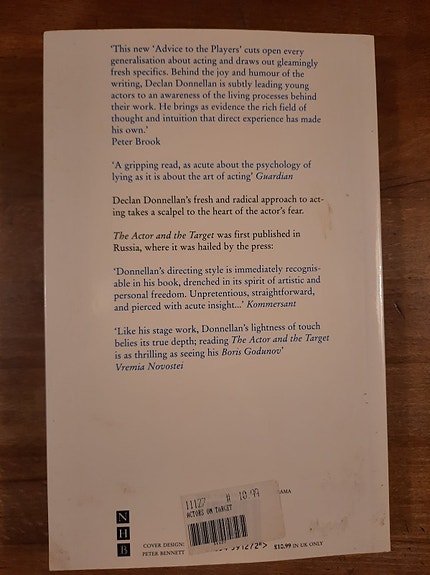 ‘This new ‘Advice to the Players’ cuts open every
generalisation about acting and draws out gleamingly
fresh specifics. Behind the joy and humour of the
writing, Declan Donnellan is subtly leading young
actors to an awareness of the living processes behind
their work. He brings as evidence the rich field of
thought and intuition that direct experience has made
his own.’
Peter Brook
‘A gripping read, as acute about the psychology of
lying as it is about the art of acting’ Guardian
Declan Donnellan’s fresh and radical approach to act-
ing takes a scalpel to the heart of the actor’s fear.
The Actor and the Target was first published in
Russia, where it was hailed by the press:
‘Donnellan’s directing style is immediately recognis-
able in his book, drenched in its spirit of artistic and
personal freedom. Unpretentious, straightforward,
and pierced with acute insight...’ Kommersant
‘Like his stage work, Donnellan’s lightness of touch
belies its true depth; reading The Actor and the Target
is as thrilling as seeing his Boris Godunov’
Vremia Novostei
11127 # 10.99
ACTORS ON TARGET
AMA
NHB
COVER DESIGN:
PETER BENNETT
£10.99 IN UK ONLY